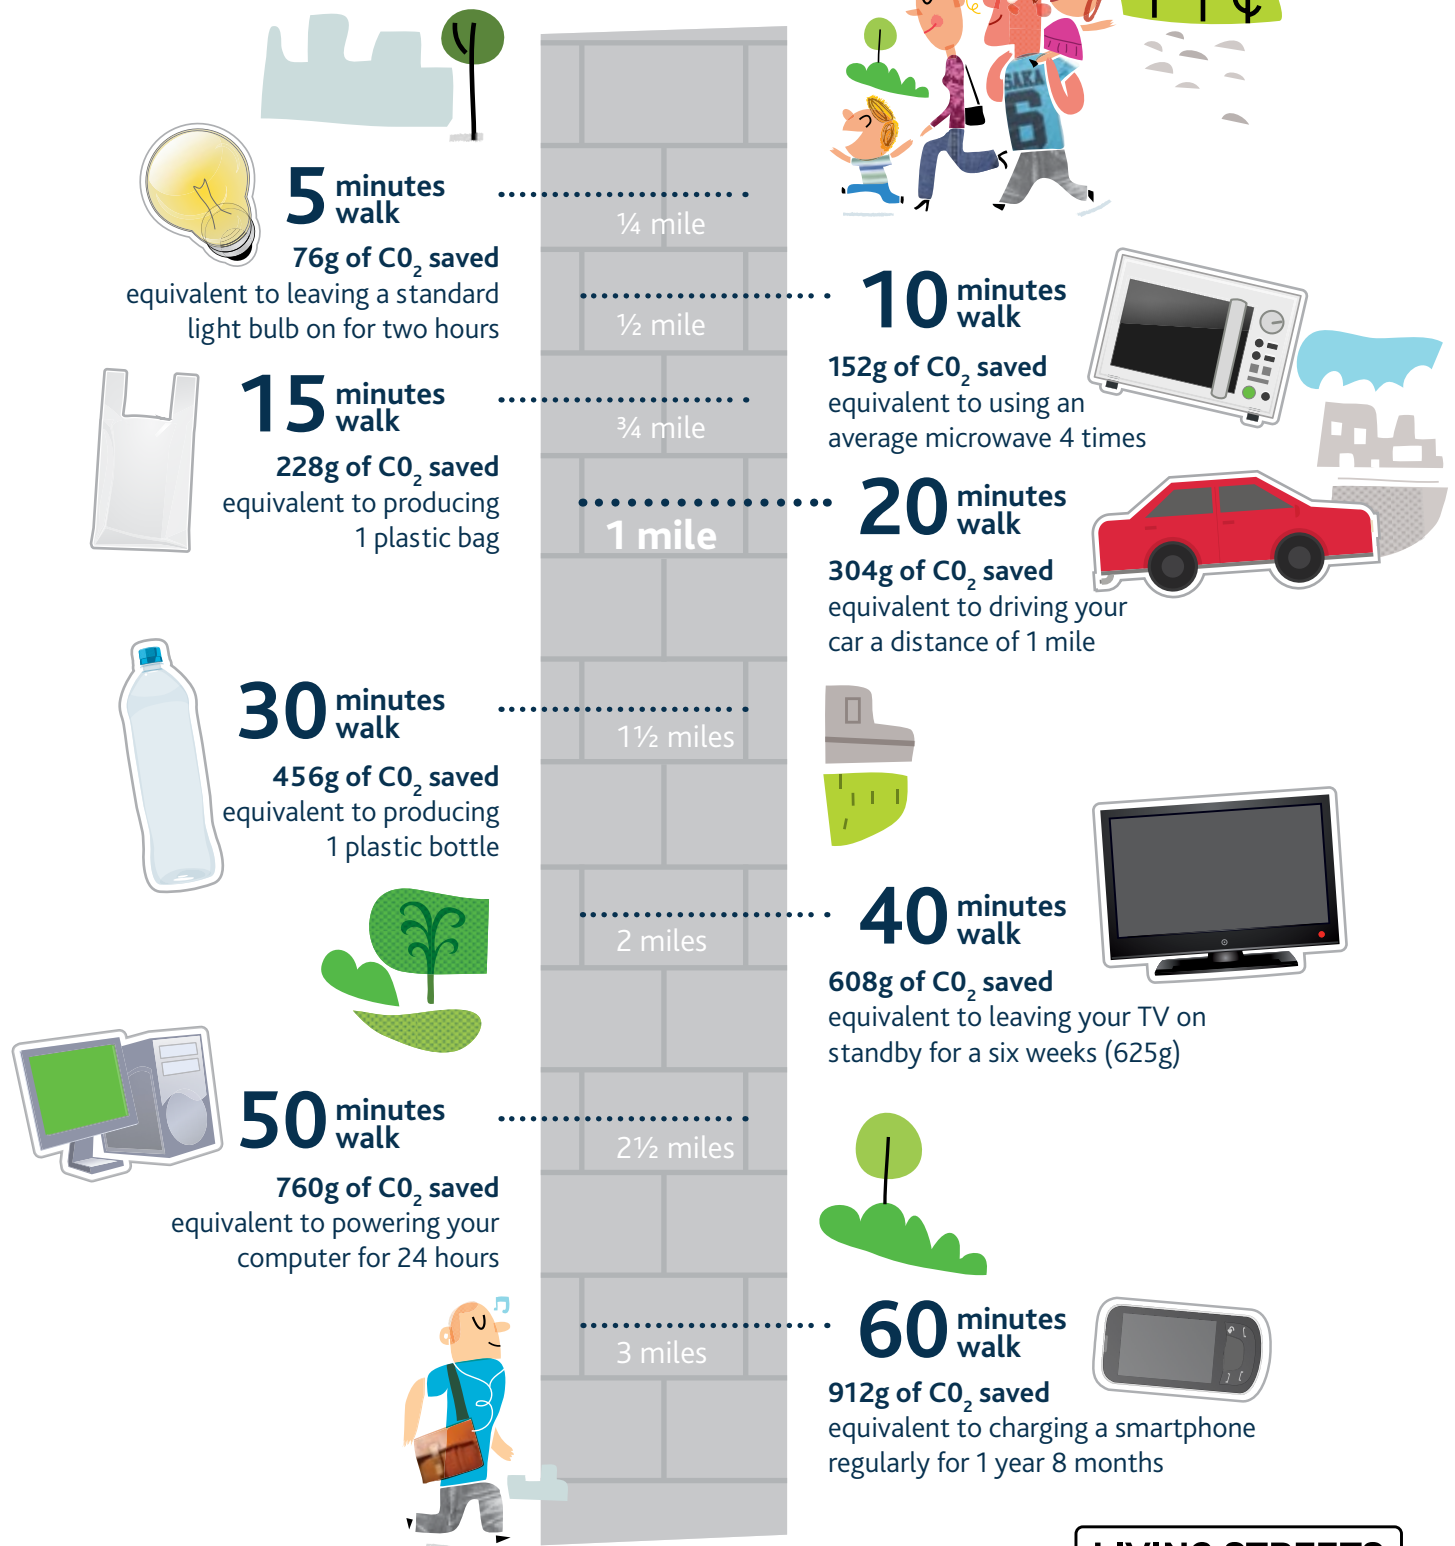 SAKA
6
5 minutes
walk
¼ mile
76g of C0₂ saved
equivalent to leaving a standard
light bulb on for two hours
10 minutes
walk
½ mile
152g of C0₂ saved
equivalent to using an
average microwave 4 times
15 minutes
walk
¾ mile
228g of C0₂ saved
equivalent to producing
1 plastic bag
20 minutes
walk
1 mile
304g of C0₂ saved
equivalent to driving your
car a distance of 1 mile
30 minutes
walk
1½ miles
456g of C0₂ saved
equivalent to producing
1 plastic bottle
40 minutes
walk
2 miles
608g of C0₂ saved
equivalent to leaving your TV on
standby for a six weeks (625g)
50 minutes
walk
2½ miles
760g of C0₂ saved
equivalent to powering your
computer for 24 hours
60 minutes
walk
3 miles
912g of C0₂ saved
equivalent to charging a smartphone
regularly for 1 year 8 months
LIVING STREETS